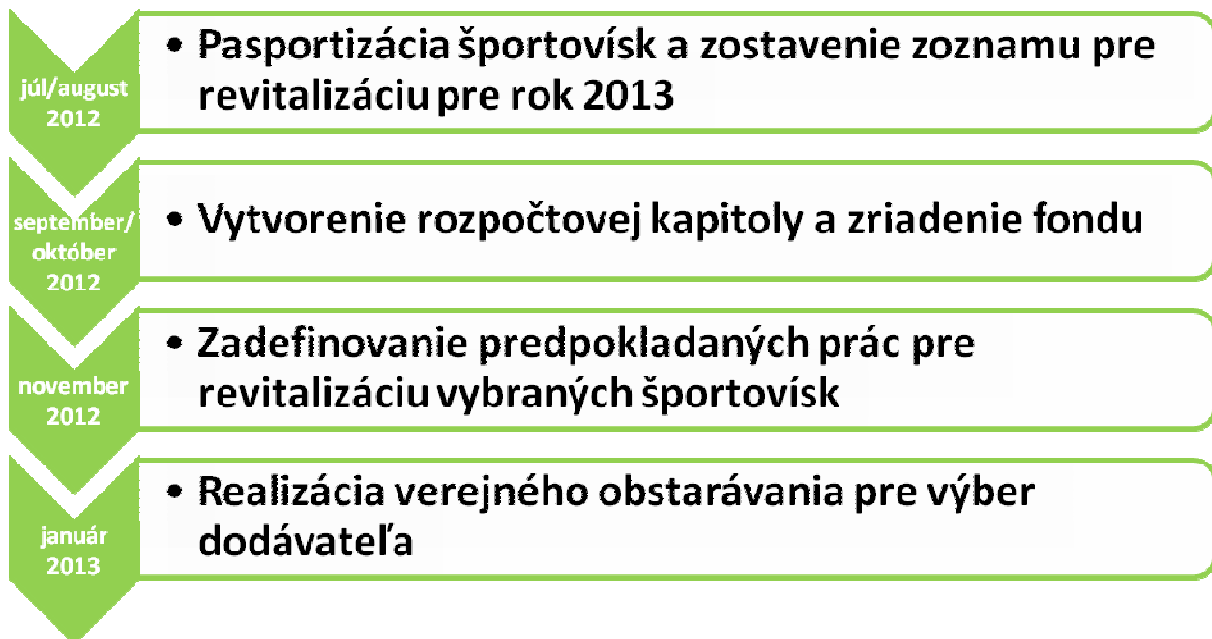 júl/august
2012
• Pasportizácia športovísk a zostavenie zoznamu pre
revitalizáciu pre rok 2013
september/
október
2012
• Vytvorenie rozpočtovej kapitoly a zriadenie fondu
november
2012
• Zadefinovanie predpokladaných prác pre
revitalizáciu vybraných športovísk
január
2013
• Realizácia verejného obstarávania pre výber
dodávateľa